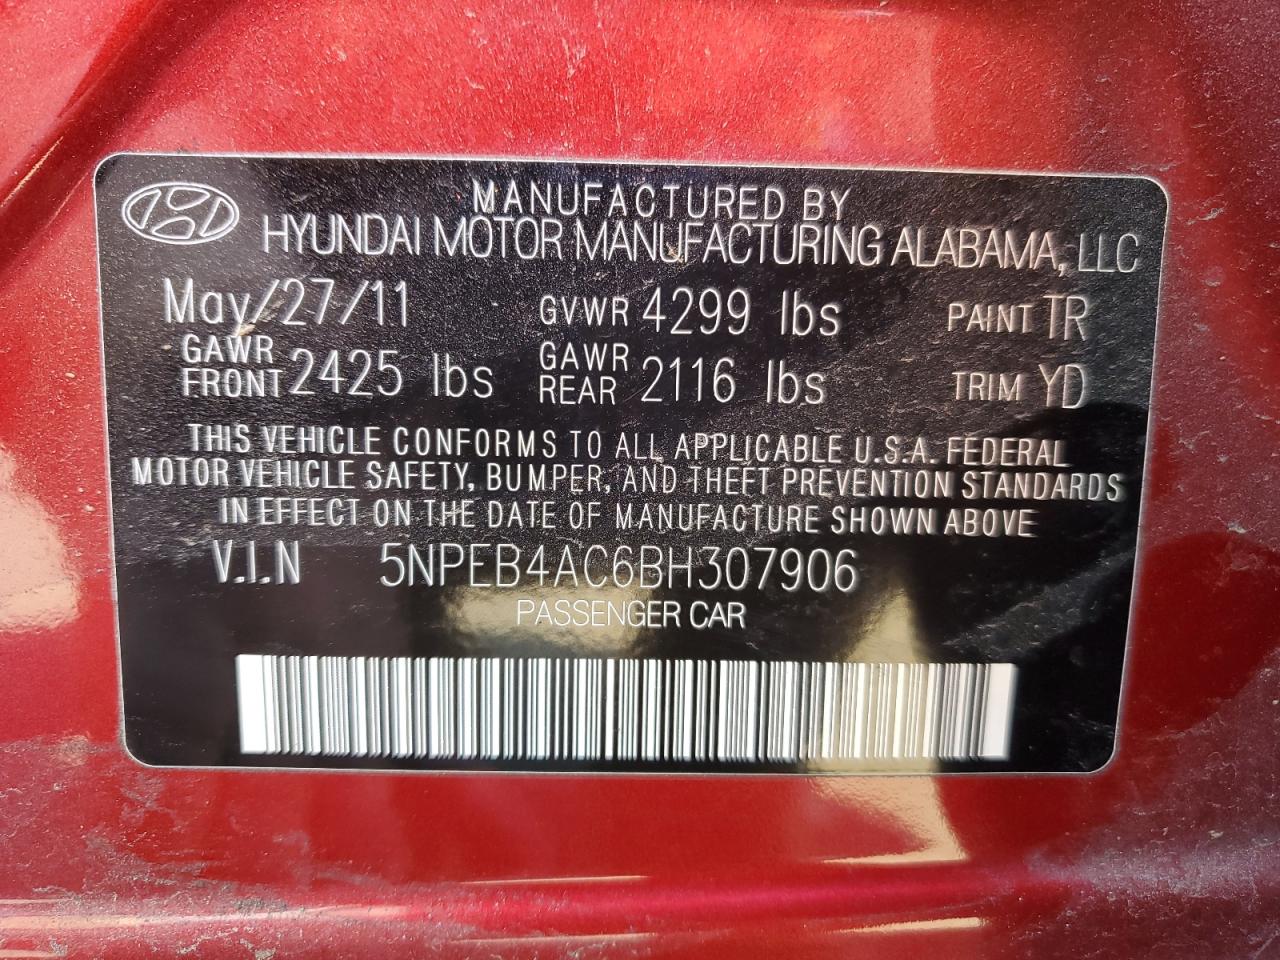 MANUFACTURED BY
HYUNDAI MOTOR MANUFACTURING ALABAMA, LLC
May/27/11 GVWR 4299 lbs PAINT TR
GAWR FRONT 2425 lbs GAWR REAR 2116 lbs TRIM YD
THIS VEHICLE CONFORMS TO ALL APPLICABLE U.S.A. FEDERAL
MOTOR VEHICLE SAFETY, BUMPER, AND THEFT PREVENTION STANDARDS
IN EFFECT ON THE DATE OF MANUFACTURE SHOWN ABOVE
V.I.N 5NPEB4AC6BH307906
PASSENGER CAR